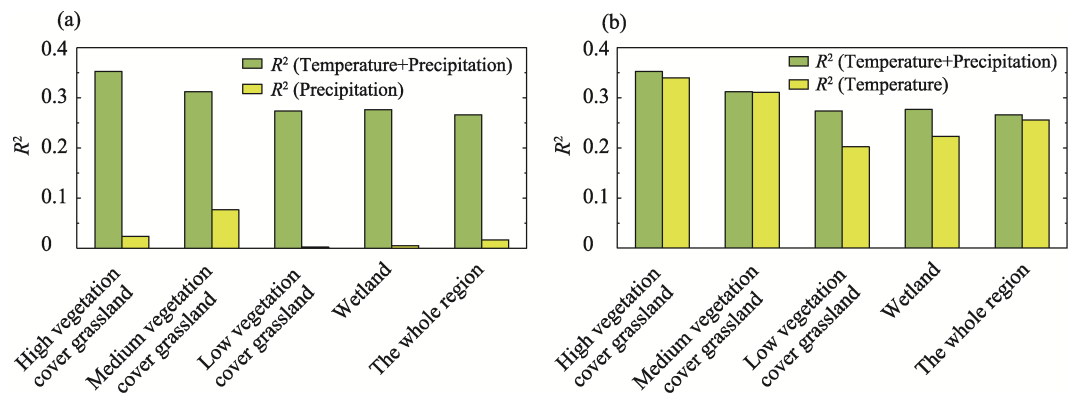 (a)
0.4
0.3
0.2
0.1
0
R²
R² (Temperature+Precipitation)
R² (Precipitation)
High vegetation
cover grassland
Medium vegetation
cover grassland
Low vegetation
cover grassland
Wetland
The whole region
(b)
0.4
0.3
0.2
0.1
0
R²
R² (Temperature+Precipitation)
R² (Temperature)
High vegetation
cover grassland
Medium vegetation
cover grassland
Low vegetation
cover grassland
Wetland
The whole region